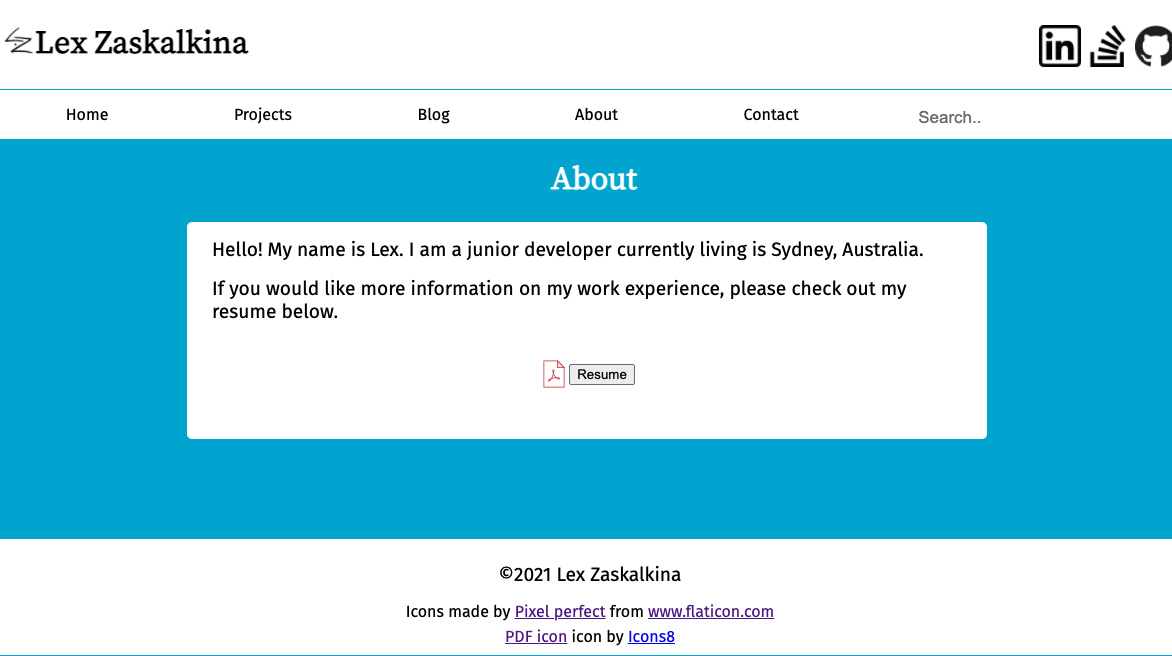 Lex Zaskalkina
in
Home Projects Blog About Contact Search..
About
Hello! My name is Lex. I am a junior developer currently living is Sydney, Australia.
If you would like more information on my work experience, please check out my
resume below.
Resume
©2021 Lex Zaskalkina
Icons made by Pixel perfect from www.flaticon.com
PDF icon icon by Icons8